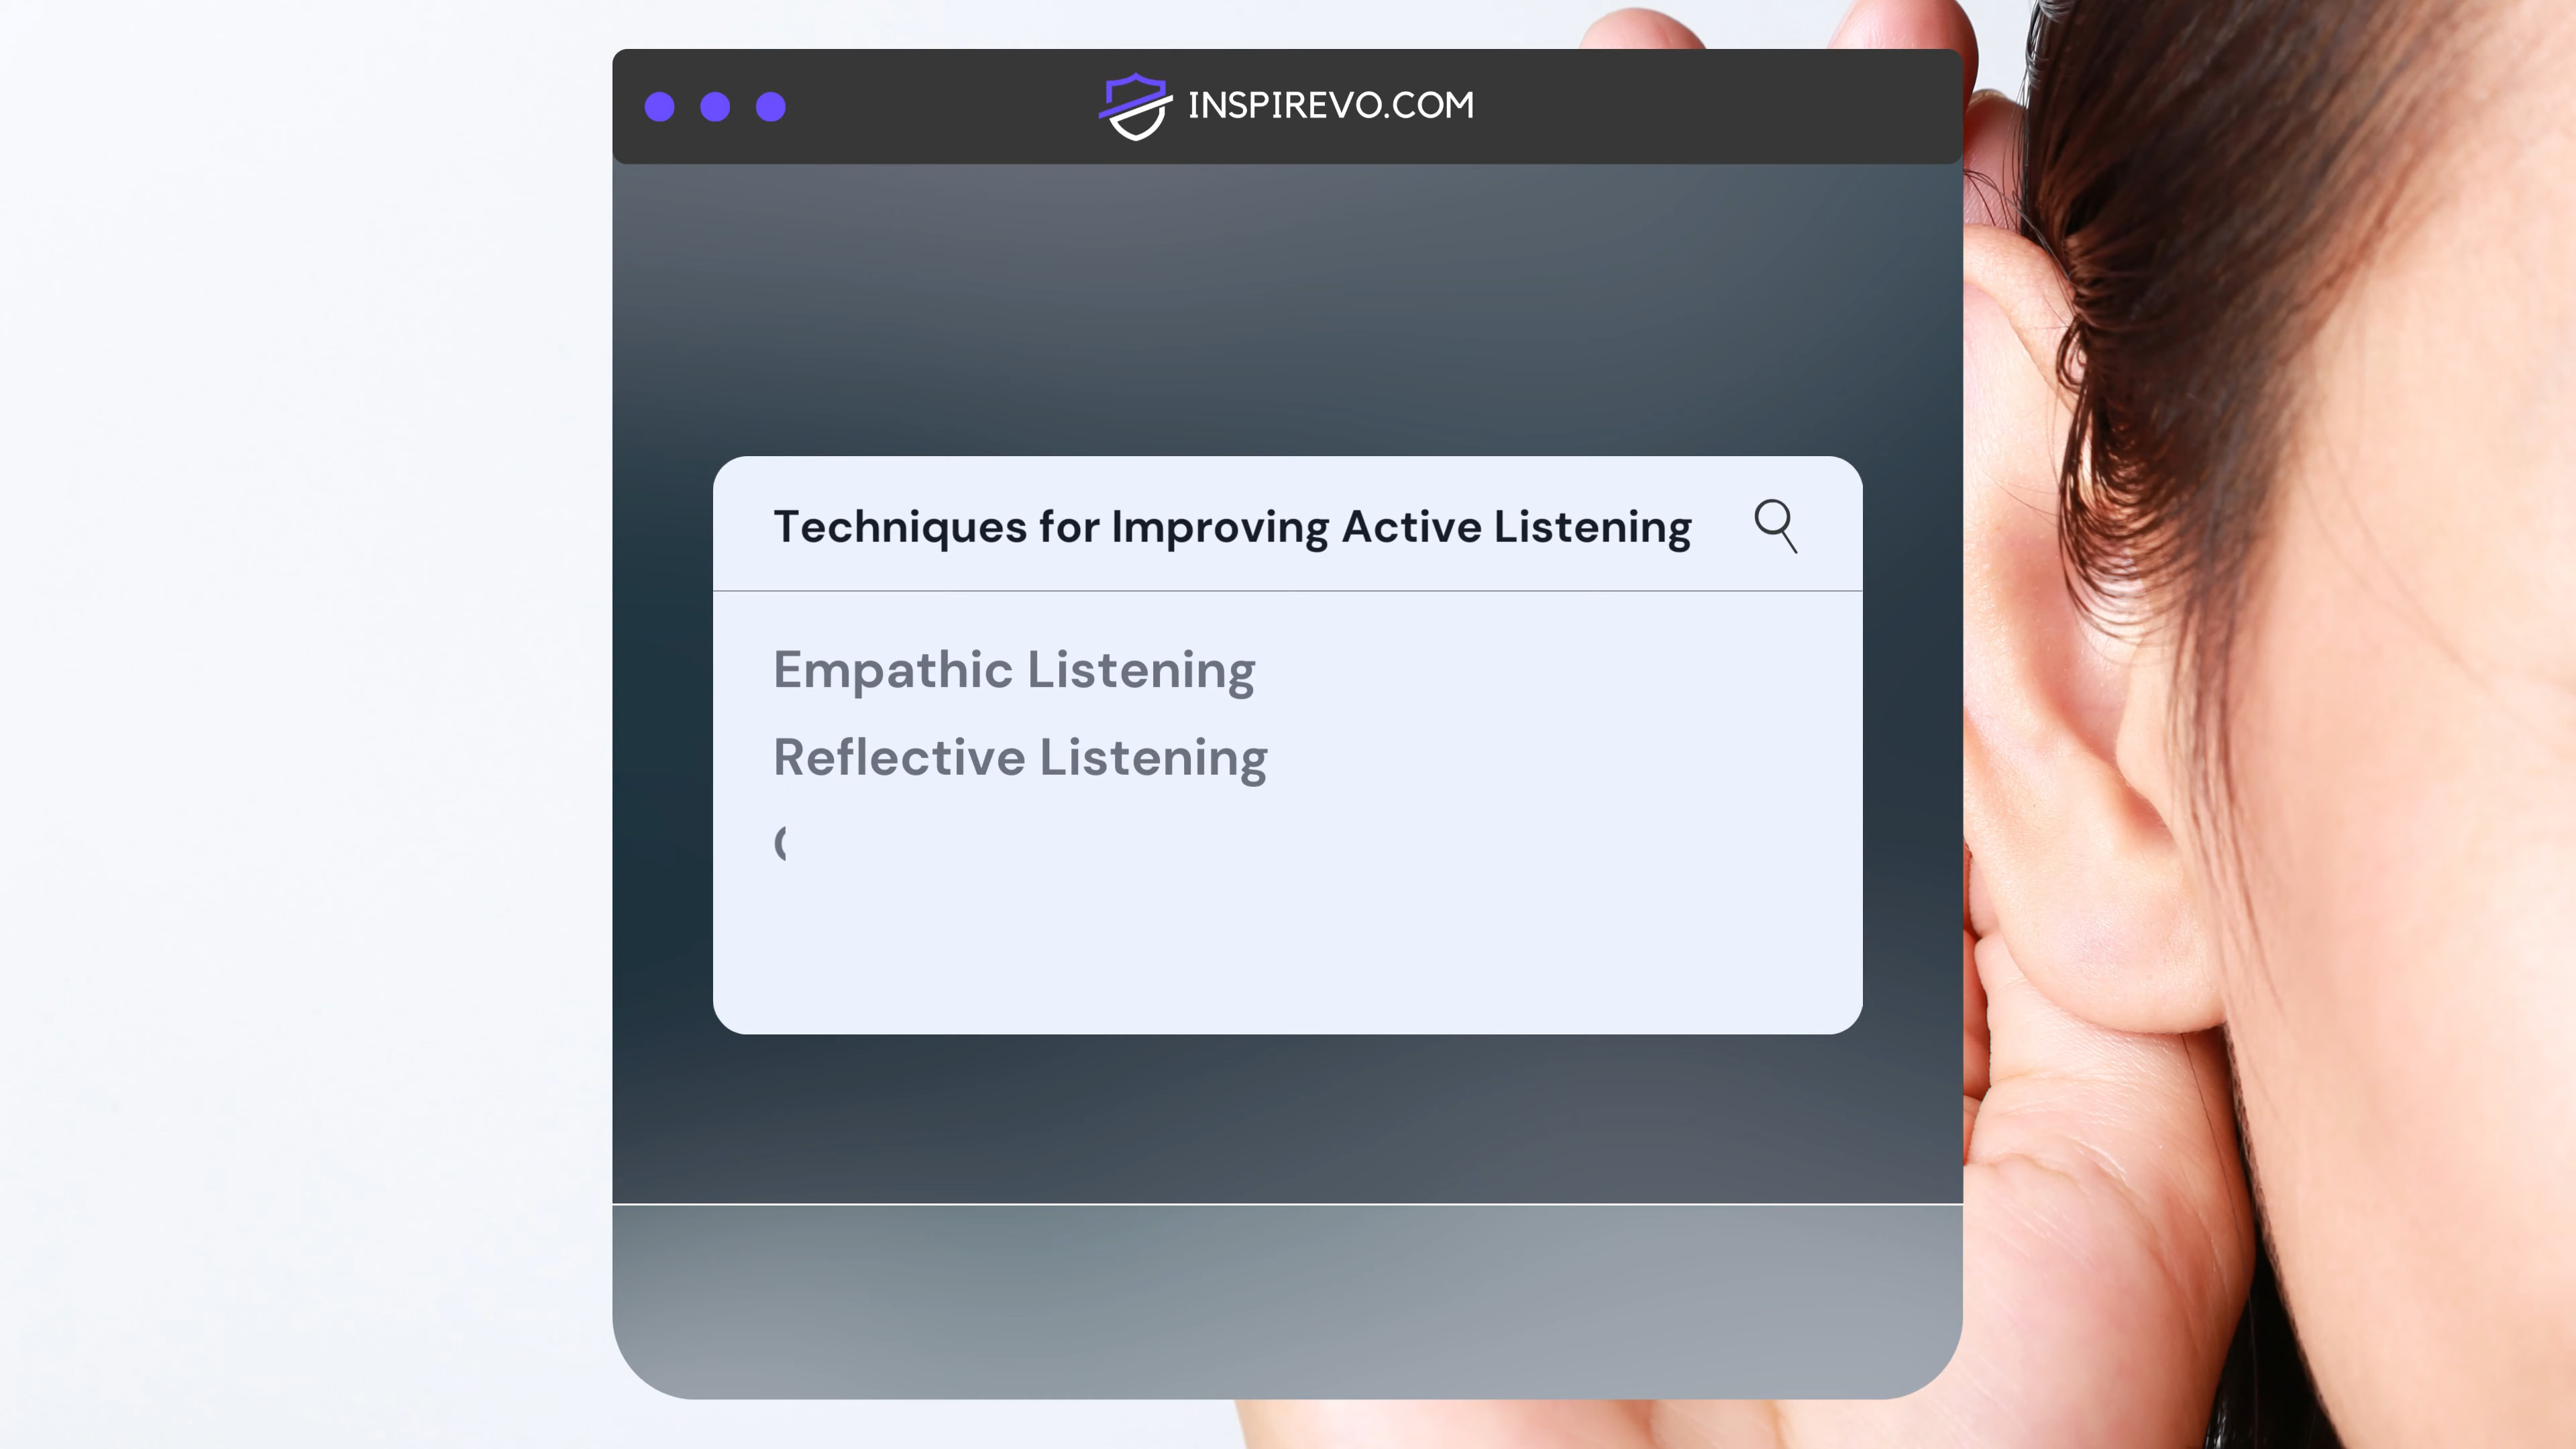 INSPIREVO.COM
Techniques for Improving Active Listening
Empathic Listening
Reflective Listening